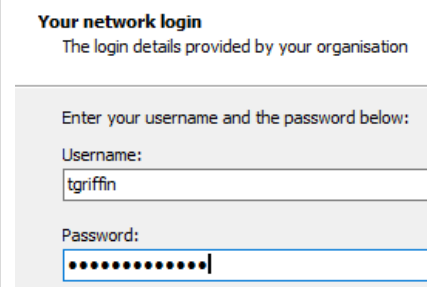 Your network login
The login details provided by your organisation
Enter your username and the password below:
Username:
tgriffin
Password:
●●●●●●●●●●●●●